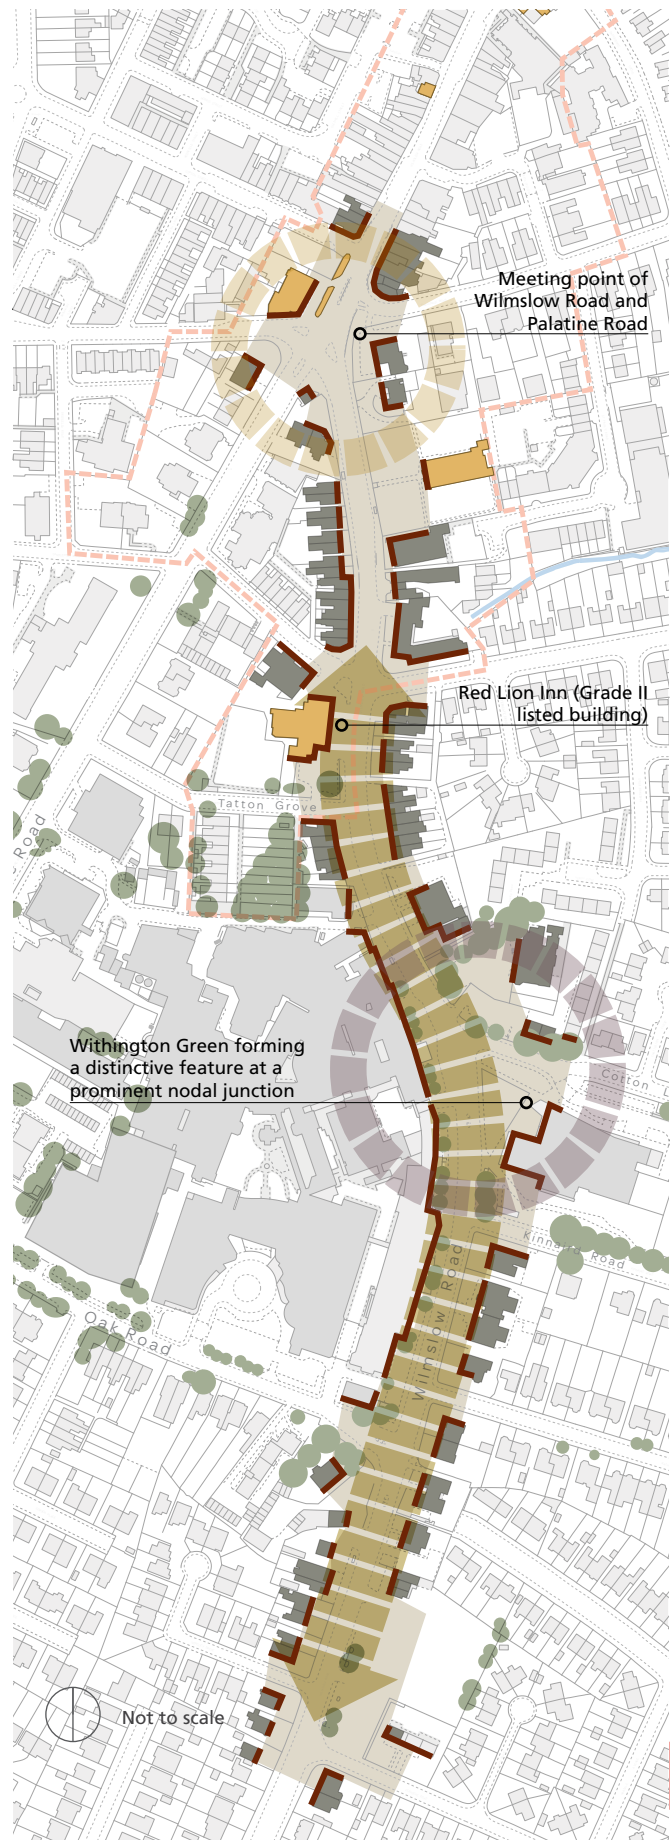 Meeting point of
Wilmslow Road and
Palatine Road
Red Lion Inn (Grade II
listed building)
Tatton Grove
Road
Withington Green forming
a distinctive feature at a
prominent nodal junction
Cotton
Kinnaird Road
Wilmslow Road
Oak Road
Not to scale